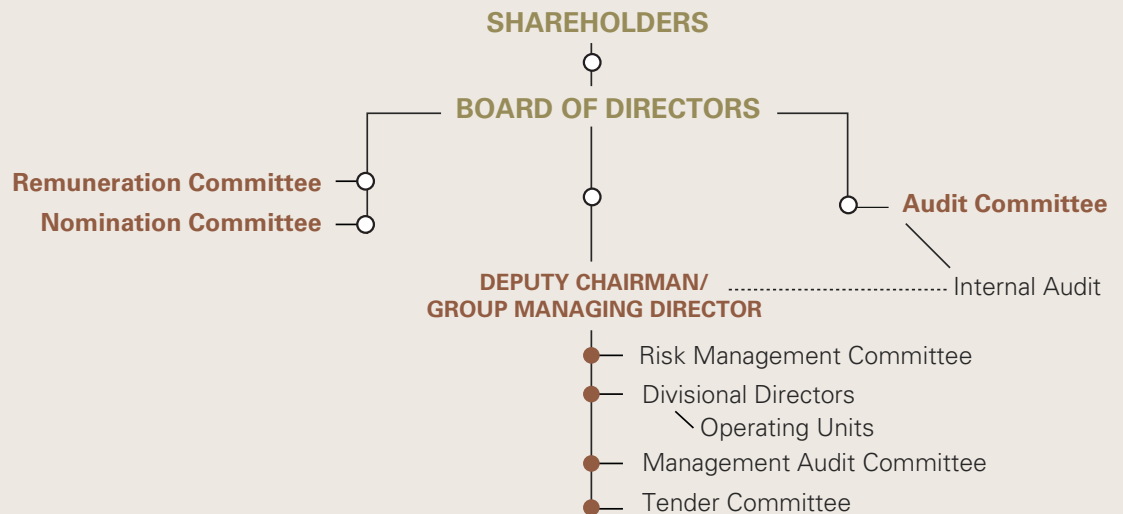 SHAREHOLDERS
BOARD OF DIRECTORS
Remuneration Committee
Nomination Committee
Audit Committee
DEPUTY CHAIRMAN/
GROUP MANAGING DIRECTOR
Internal Audit
Risk Management Committee
Divisional Directors
Operating Units
Management Audit Committee
Tender Committee